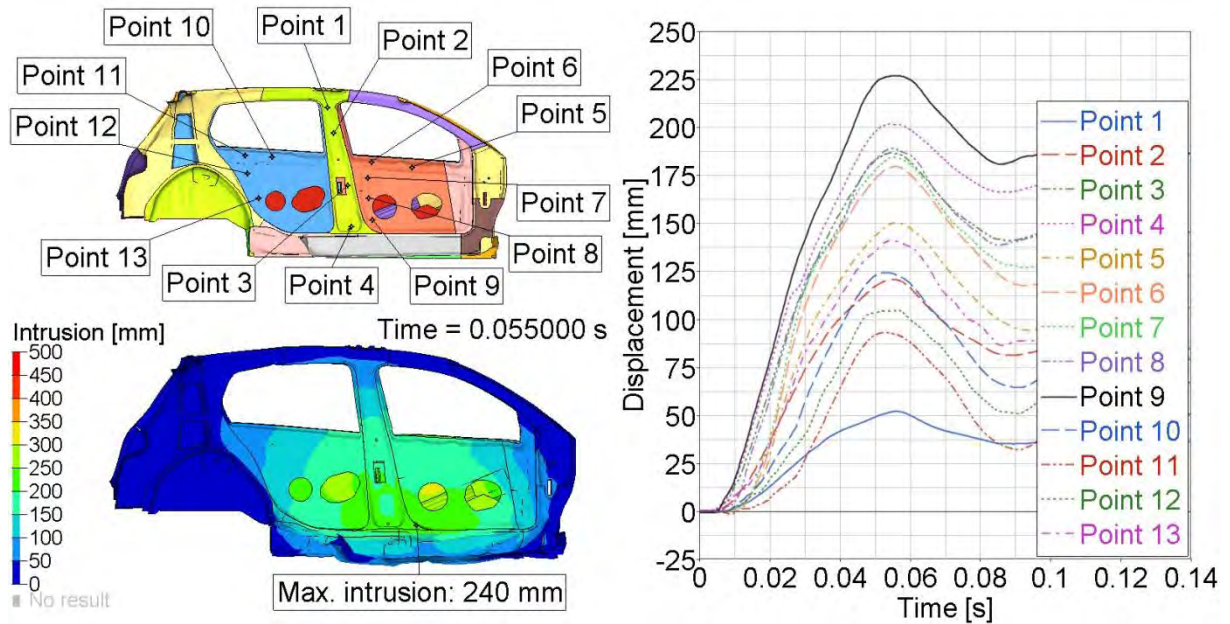 Point 1
Point 10
Point 2
Point 11
Point 6
Point 12
Point 5
Point 7
Point 13
Point 8
Point 3
Point 4
Point 9
Intrusion [mm]
Time = 0.055000 s
500
450
400
350
300
250
200
150
100
50
0
No result
Max. intrusion: 240 mm
Displacement [mm]
250
225
200
175
150
125
100
75
50
25
0
-25
0
0.02
0.04
0.06
0.08
0.1
0.12
0.14
Time [s]
Point 1
Point 2
Point 3
Point 4
Point 5
Point 6
Point 7
Point 8
Point 9
Point 10
Point 11
Point 12
Point 13